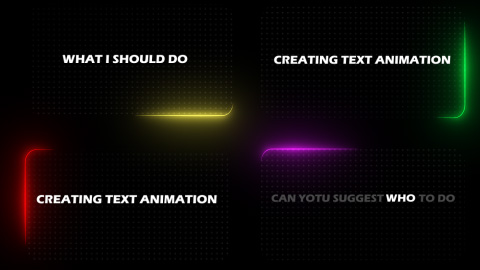 WHAT I SHOULD DO
CREATING TEXT ANIMATION
CREATING TEXT ANIMATION
CAN YOTU SUGGEST WHO TO DO